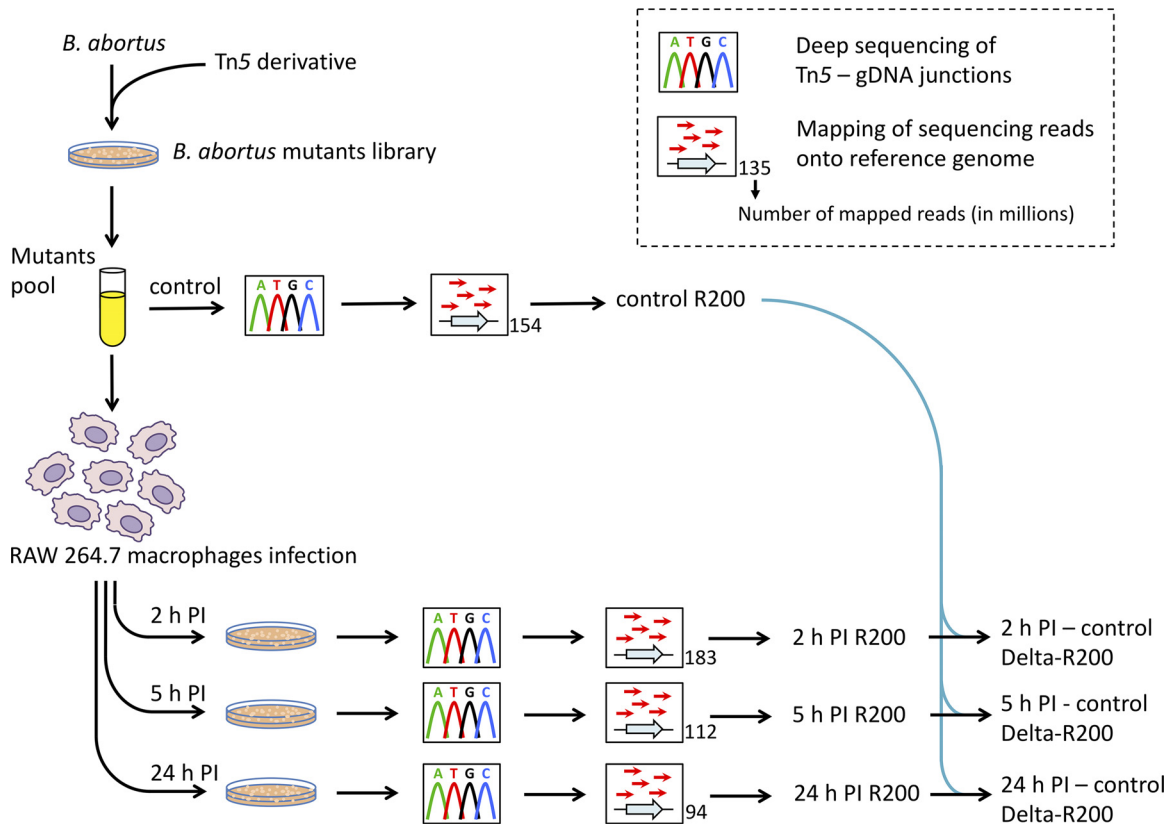 B. abortus
Tn5 derivative
B. abortus mutants library
A T G C
Deep sequencing of
Tn5 – gDNA junctions
Mapping of sequencing reads
onto reference genome
135
Number of mapped reads (in millions)
Mutants
pool
control
A T G C
154
control R200
RAW 264.7 macrophages infection
2 h PI
A T G C
183
2 h PI R200
2 h PI – control
Delta-R200
5 h PI
A T G C
112
5 h PI R200
5 h PI - control
Delta-R200
24 h PI
A T G C
94
24 h PI R200
24 h PI – control
Delta-R200